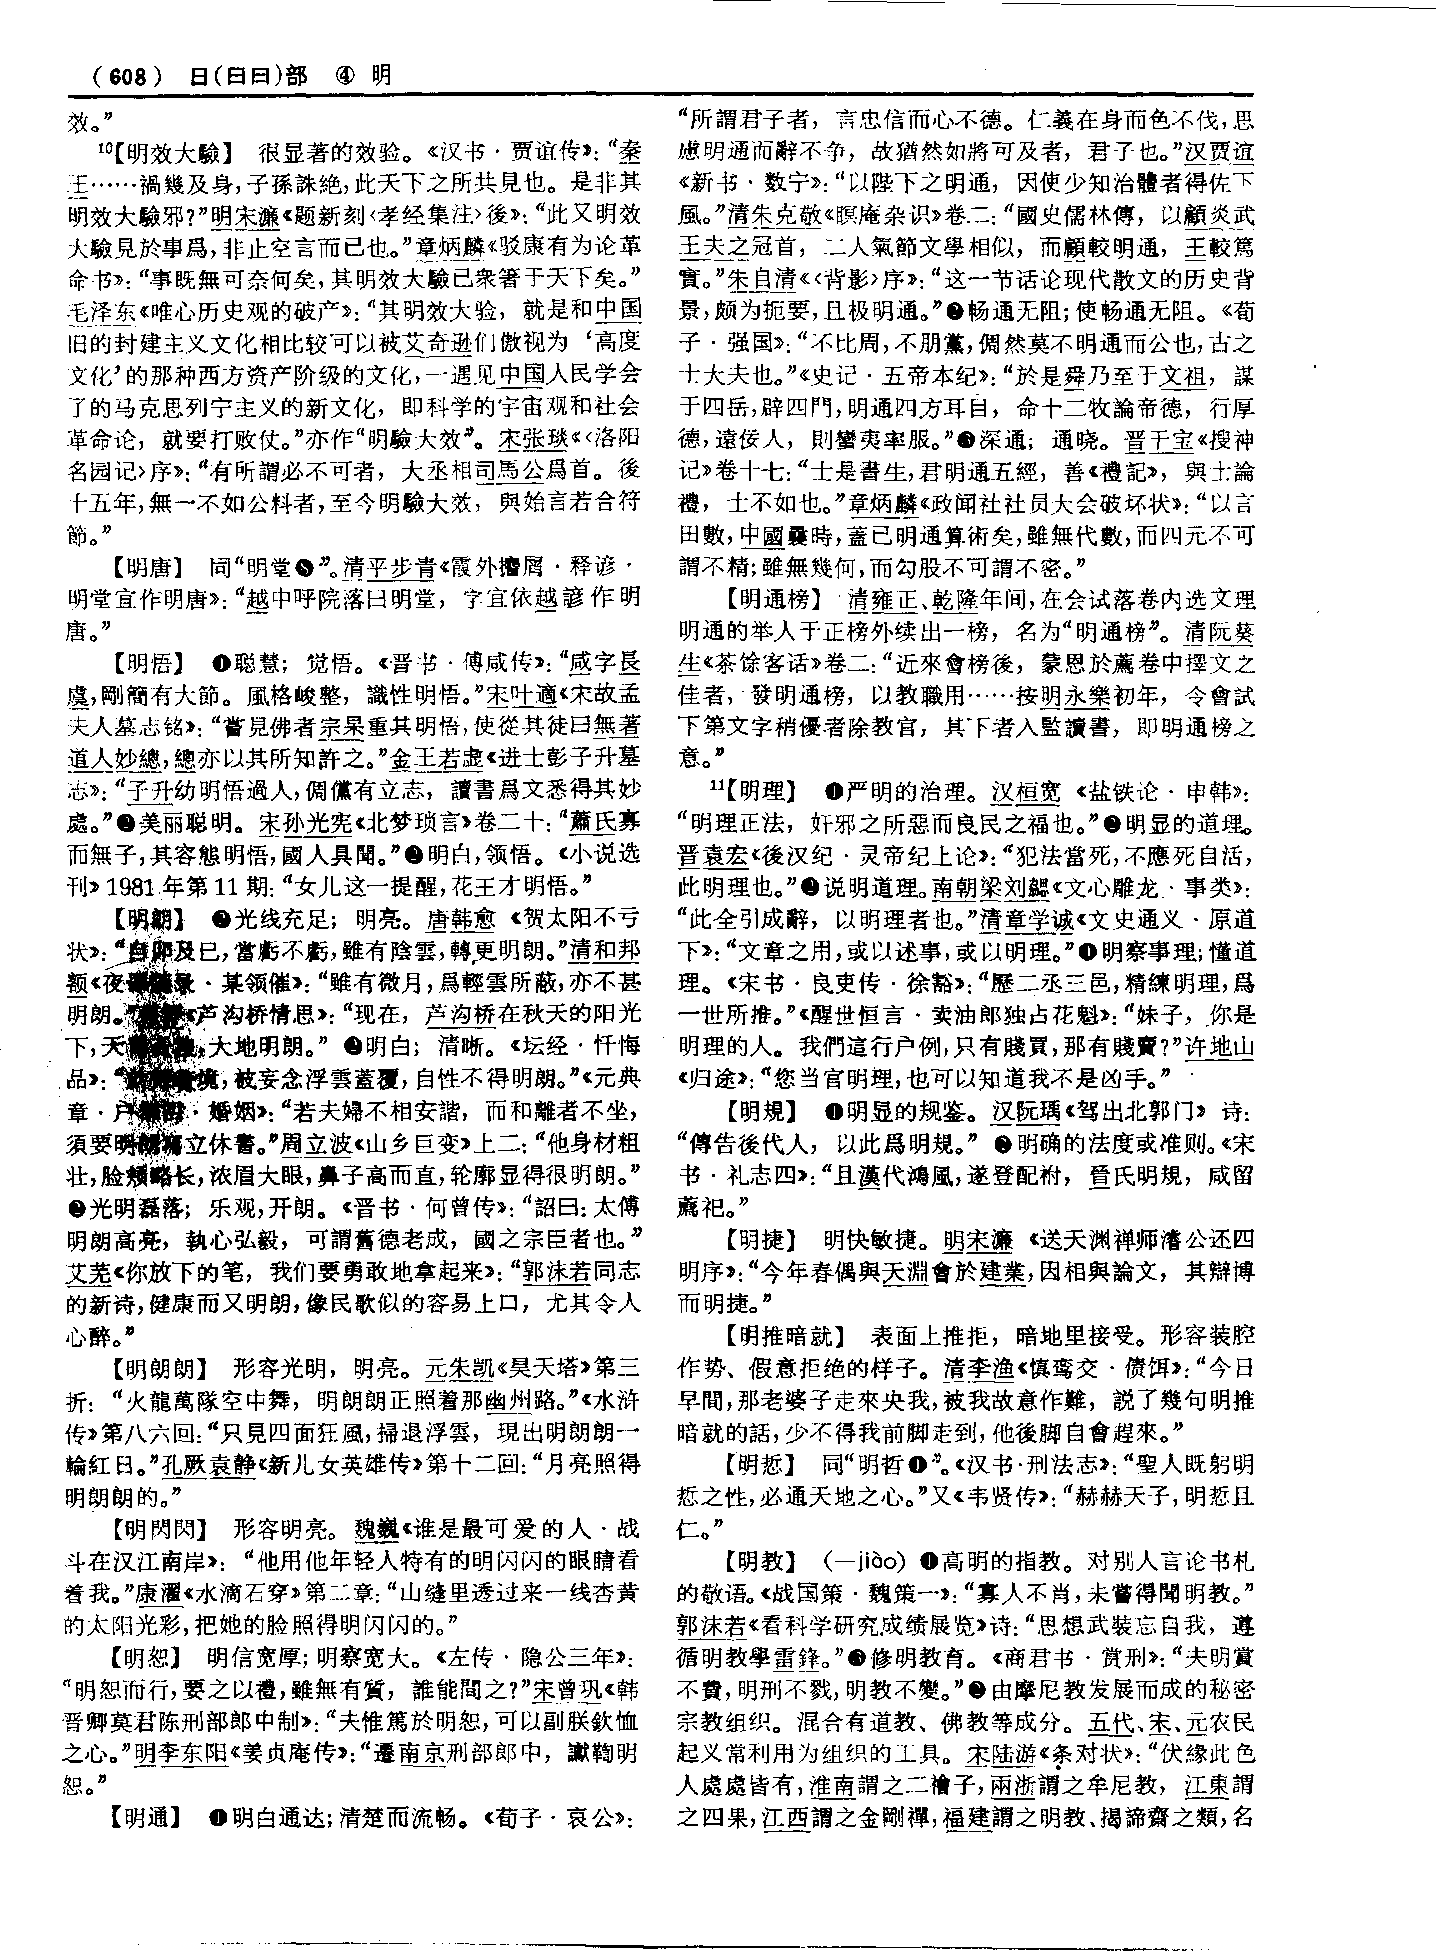 （608） 日(曰冃)部 ④ 明
效。”
10【明效大驗】 很显著的效验。《汉书·贾谊传》：“秦
王……禍幾及身，子孫誅絶，此天下之所共見也。是非其
明效大驗邪？”明宋濂《题新刻〈孝经集注〉後》：“此又明效
大驗見於事爲，非止空言而已也。”章炳麟《驳康有为论革
命书》：“事既無可奈何矣，其明效大驗已衆箸于天下矣。”
毛泽东《唯心历史观的破产》：“其明效大验，就是和中国
旧的封建主义文化相比较可以被艾奇逊们傲视为‘高度
文化’的那种西方资产阶级的文化，一遇见中国人民学会
了的马克思列宁主义的新文化，即科学的宇宙观和社会
革命论，就要打败仗。”亦作“明驗大效”。宋张琰《〈洛阳
名园记〉序》：“有所謂必不可者，大丞相司馬公爲首。後
十五年，無一不如公料者，至今明驗大效，與始言若合符
節。”
【明唐】 同“明堂❺”。清平步青《霞外攟屑·释谚·
明堂宜作明唐》：“越中呼院落曰明堂，字宜依越諺作明
唐。”
【明悟】 ❶聪慧；觉悟。《晋书·傅咸传》：“咸字長
虞，剛簡有大節。風格峻整，識性明悟。”宋叶適《宋故孟
夫人墓志铭》：“嘗見佛者宗杲重其明悟，使從其徒曰無著
道人妙總，總亦以其所知許之。”金王若虚《进士彭子升墓
志》：“子升幼明悟過人，倜儻有立志，讀書爲文悉得其妙
處。”❷美丽聪明。宋孙光宪《北梦琐言》卷二十：“蕭氏寡
而無子，其容態明悟，國人具聞。”❸明白，领悟。《小说选
刊》1981年第11期：“女儿这一提醒，花王才明悟。”
【明朗】 ❶光线充足；明亮。唐韩愈《贺太阳不亏
状》：“自卯及巳，當虧不虧，雖有陰雲，轉更明朗。”清和邦
额《夜譚隨录·某领催》：“雖有微月，爲輕雲所蔽，亦不甚
明朗。”《芦沟桥情思》：“现在，芦沟桥在秋天的阳光
下，天，大地明朗。”❷明白；清晰。《坛经·忏悔
品》：“境，被妄念浮雲蓋覆，自性不得明朗。”《元典
章·户部·婚姻》：“若夫婦不相安諧，而和離者不坐，
須要明朗寫立休書。”周立波《山乡巨变》上二：“他身材粗
壮，脸颊略长，浓眉大眼，鼻子高而直，轮廓显得很明朗。”
❸光明磊落；乐观，开朗。《晋书·何曾传》：“詔曰：太傅
明朗高亮，執心弘毅，可謂舊德老成，國之宗臣者也。”
艾芜《你放下的笔，我们要勇敢地拿起来》：“郭沫若同志
的新诗，健康而又明朗，像民歌似的容易上口，尤其令人
心醉。”
【明朗朗】 形容光明，明亮。元朱凯《昊天塔》第三
折：“火龍萬隊空中舞，明朗朗正照着那幽州路。”《水浒
传》第八六回：“只見四面狂風，掃退浮雲，現出明朗朗一
輪紅日。”孔厥袁静《新儿女英雄传》第十二回：“月亮照得
明朗朗的。”
【明閃閃】 形容明亮。魏巍《谁是最可爱的人·战
斗在汉江南岸》：“他用他年轻人特有的明闪闪的眼睛看
着我。”康濯《水滴石穿》第二章：“山缝里透过来一线杏黄
的太阳光彩，把她的脸照得明闪闪的。”
【明恕】 明信宽厚；明察宽大。《左传·隐公三年》：
“明恕而行，要之以禮，雖無有質，誰能間之？”宋曾巩《韩
晋卿莫君陈刑部郎中制》：“夫惟篤於明恕，可以副朕欽恤
之心。”明李东阳《姜贞庵传》：“遷南京刑部郎中，讞鞫明
恕。”
【明通】 ❶明白通达；清楚而流畅。《荀子·哀公》：
“所謂君子者，言忠信而心不德。仁義在身而色不伐，思
慮明通而辭不争，故猶然如將可及者，君子也。”汉贾谊
《新书·数宁》：“以陛下之明通，因使少知治體者得佐下
風。”清朱克敬《暝庵杂识》卷二：“國史儒林傳，以顧炎武
王夫之冠首，二人氣節文學相似，而顧較明通，王較篤
實。”朱自清《〈背影〉序》：“这一节话论现代散文的历史背
景，颇为扼要，且极明通。”❷畅通无阻；使畅通无阻。《荀
子·强国》：“不比周，不朋黨，倜然莫不明通而公也，古之
士大夫也。”《史记·五帝本纪》：“於是舜乃至于文祖，謀
于四岳，辟四門，明通四方耳目，命十二牧論帝德，行厚
德，遠佞人，則蠻夷率服。”❸深通；通晓。晋干宝《搜神
记》卷十七：“士是書生，君明通五經，善《禮記》，與士論
禮，士不如也。”章炳麟《政闻社社员大会破坏状》：“以言
田數，中國曩時，蓋已明通算術矣，雖無代數，而四元不可
謂不精；雖無幾何，而勾股不可謂不密。”
【明通榜】 清雍正、乾隆年间，在会试落卷内选文理
明通的举人于正榜外续出一榜，名为“明通榜”。清阮葵
生《茶馀客话》卷二：“近來會榜後，蒙恩於薦卷中擇文之
佳者，發明通榜，以教職用……按明永樂初年，令會試
下第文字稍優者除教官，其下者入監讀書，即明通榜之
意。”
11【明理】 ❶严明的治理。汉桓宽《盐铁论·申韩》：
“明理正法，奸邪之所惡而良民之福也。”❷明显的道理。
晋袁宏《後汉纪·灵帝纪上论》：“犯法當死，不應死自活，
此明理也。”❸说明道理。南朝梁刘勰《文心雕龙·事类》：
“此全引成辭，以明理者也。”清章学诚《文史通义·原道
下》：“文章之用，或以述事，或以明理。”❹明察事理；懂道
理。《宋书·良吏传·徐豁》：“歷二丞三邑，精練明理，爲
一世所推。”《醒世恒言·卖油郎独占花魁》：“妹子，你是
明理的人。我們這行户例，只有賤買，那有賤賣？”许地山
《归途》：“您当官明理，也可以知道我不是凶手。”
【明規】 ❶明显的规鉴。汉阮瑀《驾出北郭门》诗：
“傳告後代人，以此爲明規。”❷明确的法度或准则。《宋
书·礼志四》：“且漢代鴻風，遂登配祔，晉氏明規，咸留
薦祀。”
【明捷】 明快敏捷。明宋濂《送天渊禅师濬公还四
明序》：“今年春偶與天淵會於建業，因相與論文，其辯博
而明捷。”
【明推暗就】 表面上推拒，暗地里接受。形容装腔
作势、假意拒绝的样子。清李渔《慎鸾交·债饵》：“今日
早間，那老婆子走來央我，被我故意作難，説了幾句明推
暗就的話，少不得我前脚走到，他後脚自會趕來。”
【明悊】 同“明哲❶”。《汉书·刑法志》：“聖人既躬明
悊之性，必通天地之心。”又《韦贤传》：“赫赫天子，明悊且
仁。”
【明教】 （—jiào）❶高明的指教。对别人言论书札
的敬语。《战国策·魏策一》：“寡人不肖，未嘗得聞明教。”
郭沫若《看科学研究成绩展览》诗：“思想武装忘自我，遵
循明教學雷鋒。”❷修明教育。《商君书·赏刑》：“夫明賞
不費，明刑不戮，明教不變。”❸由摩尼教发展而成的秘密
宗教组织。混合有道教、佛教等成分。五代、宋、元农民
起义常利用为组织的工具。宋陆游《条对状》：“伏緣此色
人處處皆有，淮南謂之二襘子，兩浙謂之牟尼教，江東謂
之四果，江西謂之金剛禪，福建謂之明教、揭諦齋之類，名